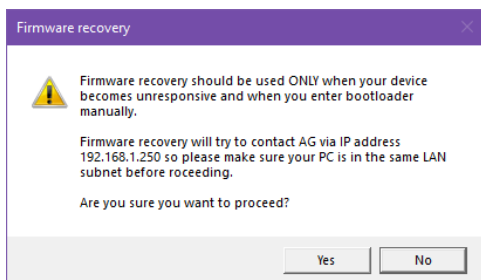 Firmware recovery
Firmware recovery should be used ONLY when your device
becomes unresponsive and when you enter bootloader
manually.
Firmware recovery will try to contact AG via IP address
192.168.1.250 so please make sure your PC is in the same LAN
subnet before roceeding.
Are you sure you want to proceed?
Yes
No